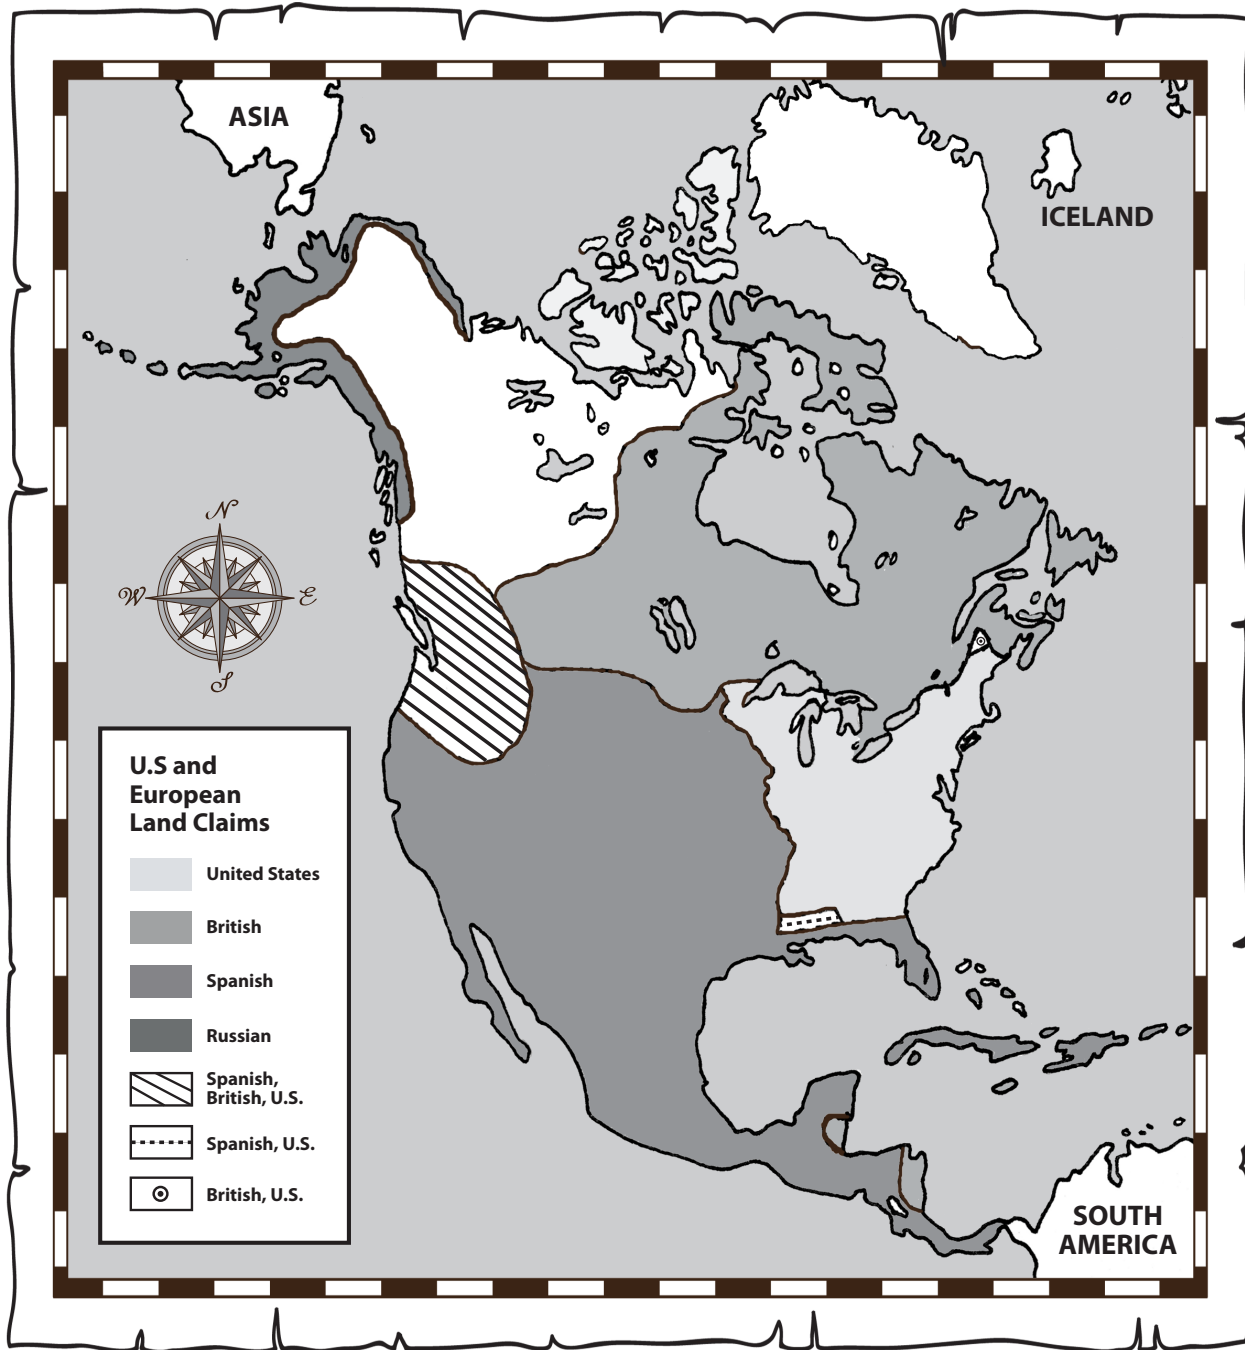 ASIA
ICELAND
N
W
E
S
U.S and
European
Land Claims
United States
British
Spanish
Russian
Spanish,
British, U.S.
Spanish, U.S.
British, U.S.
SOUTH
AMERICA